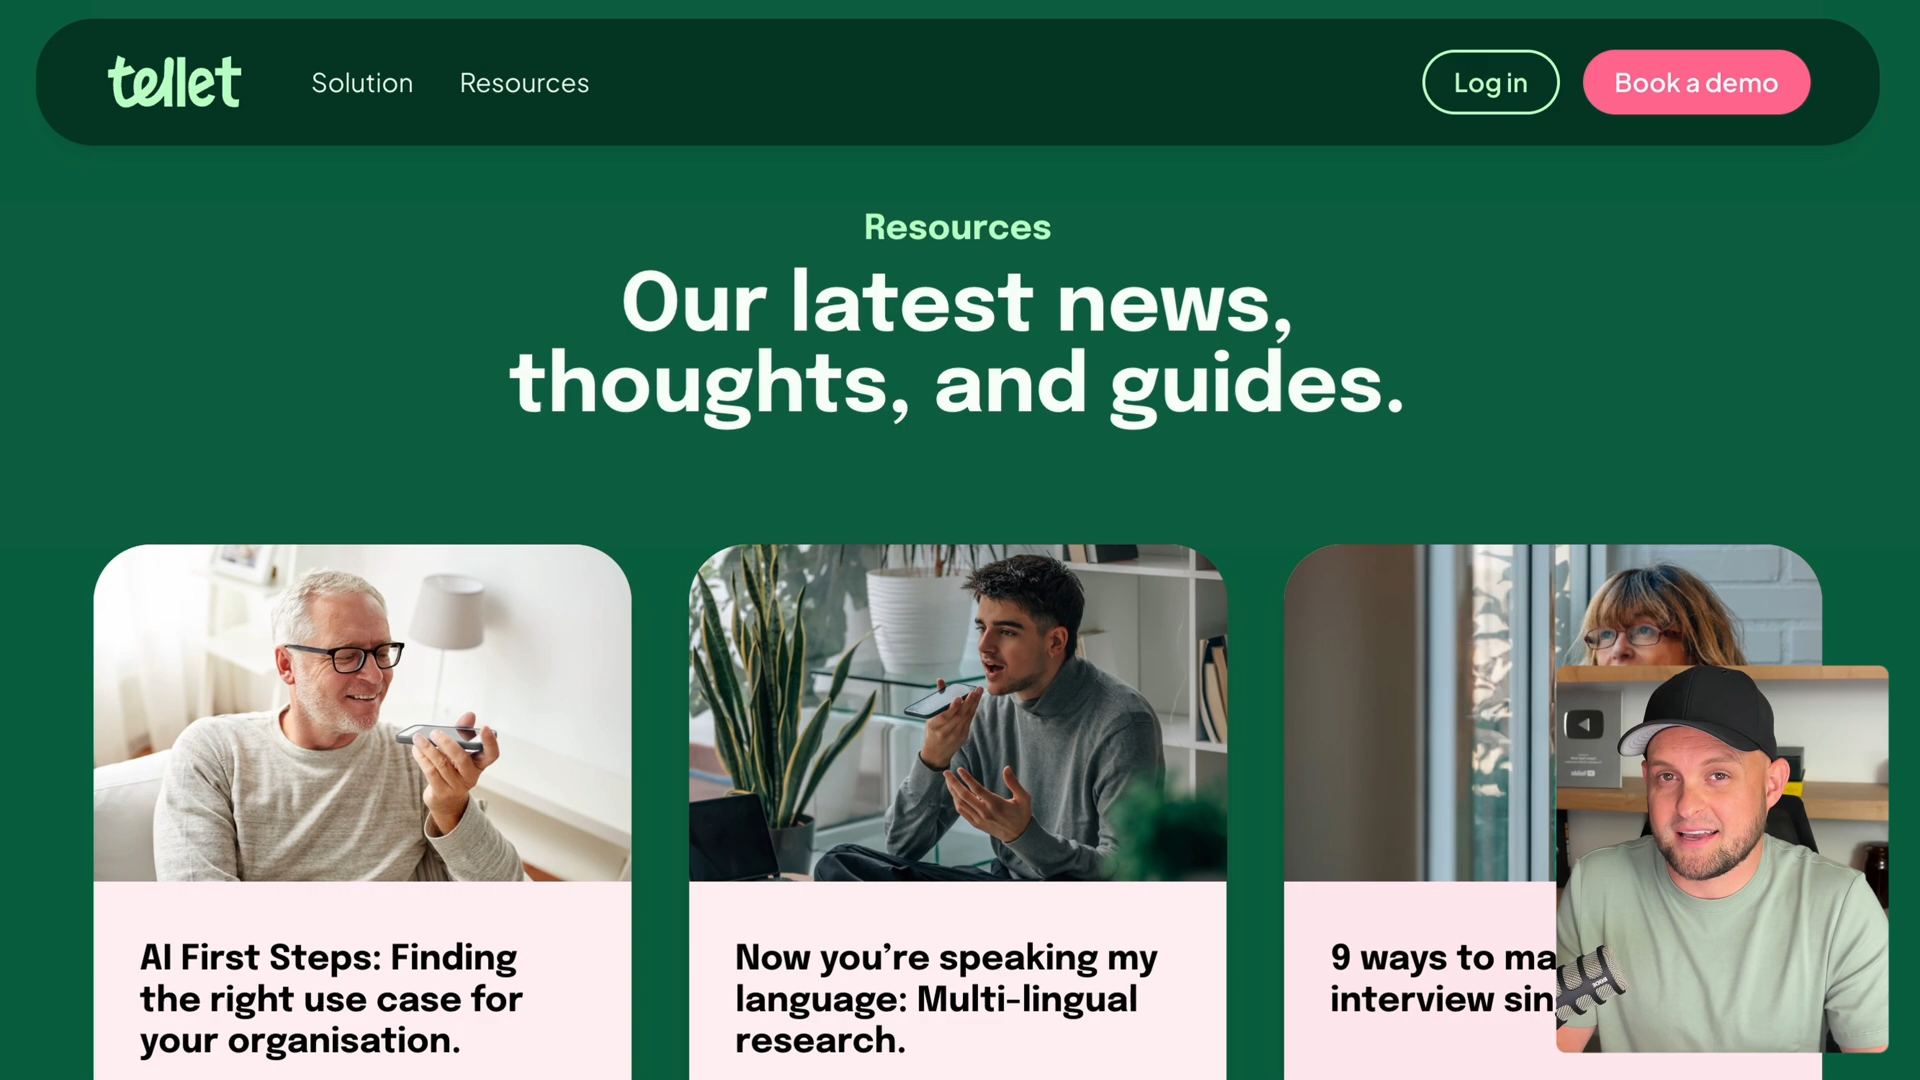 tellet
Solution
Resources
Log in
Book a demo
Resources
Our latest news,
thoughts, and guides.
AI First Steps: Finding
the right use case for
your organisation.
Now you’re speaking my
language: Multi-lingual
research.
9 ways to ma
interview sin